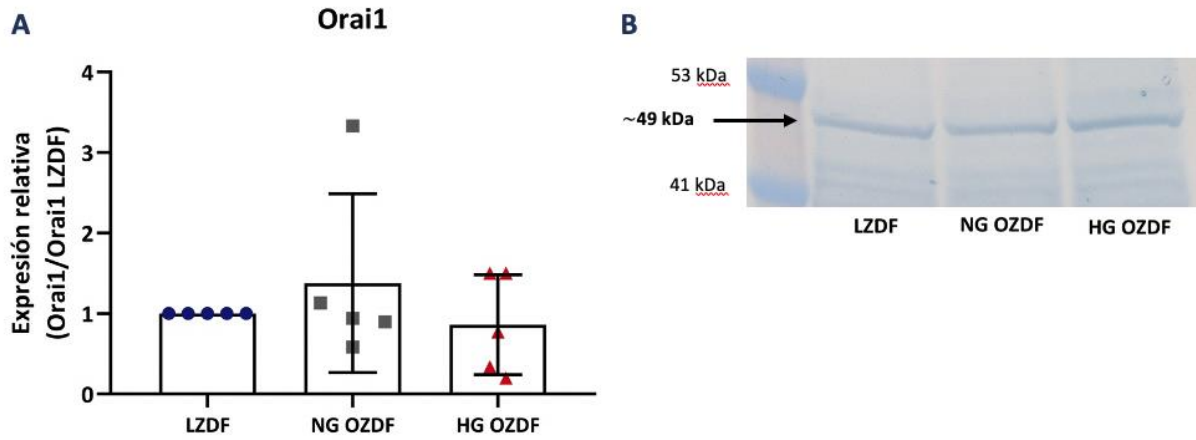 A
Orai1
Expresión relativa
(Orai1/Orai1 LZDF)
4
3
2
1
0
LZDF
NG OZDF
HG OZDF
B
53 kDa
~49 kDa
41 kDa
LZDF
NG OZDF
HG OZDF